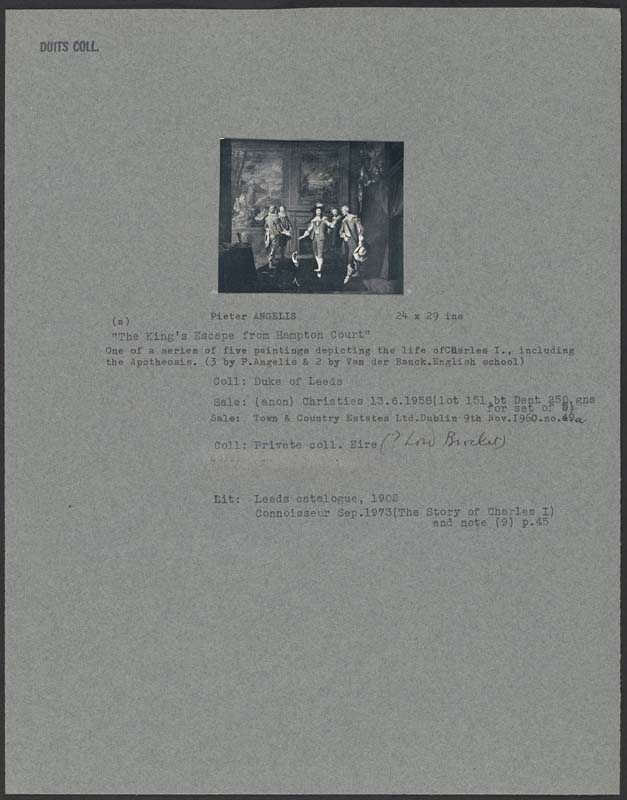 DUITS COLL.
(a) Pieter ANGELIS 24 x 29 ins
"The King's Escape from Hampton Court"
One of a series of five paintings depicting the life ofCharles I., including
the Apotheosis. (3 by P.Angelis & 2 by Van der Banck.English school)
Coll: Duke of Leeds
Sale: (anon) Christies 13.6.1958(lot 151,bt Dent 250 gns
for set of 5)
Sale: Town & Country Estates Ltd.Dublin 9th Nov.I960.no.49a
Coll: Private coll. Eire (? Lord Brocket)
Lit: Leeds catalogue, 1902
Connoisseur Sep.1973(The Story of Charles I)
and note (9) p.45